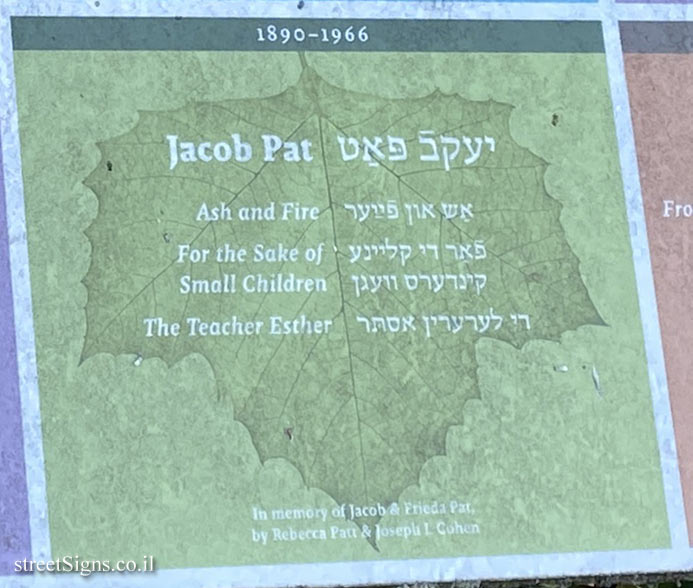 1890–1966
Jacob Pat יעקבֿ פּאַט
Ash and Fire אַש און פֿײַער
For the Sake of פֿאַר די קליינע
Small Children קינדערס וועגן
The Teacher Esther די לערערין אסתּר
Fro
In memory of Jacob & Frieda Pat,
by Rebecca Patt & Joseph I. Cohen
streetSigns.co.il